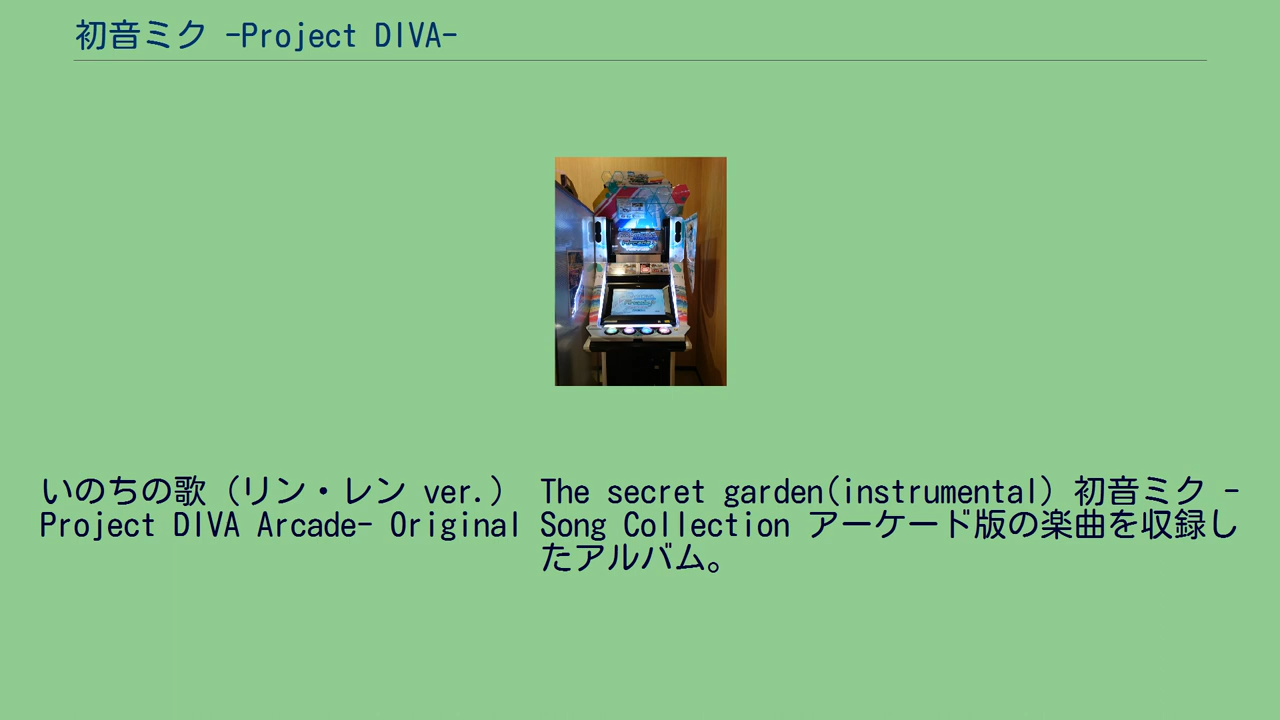 初音ミク -Project DIVA-
いのちの歌（リン・レン ver.） The secret garden(instrumental) 初音ミク -
Project DIVA Arcade- Original Song Collection アーケード版の楽曲を収録し
たアルバム。